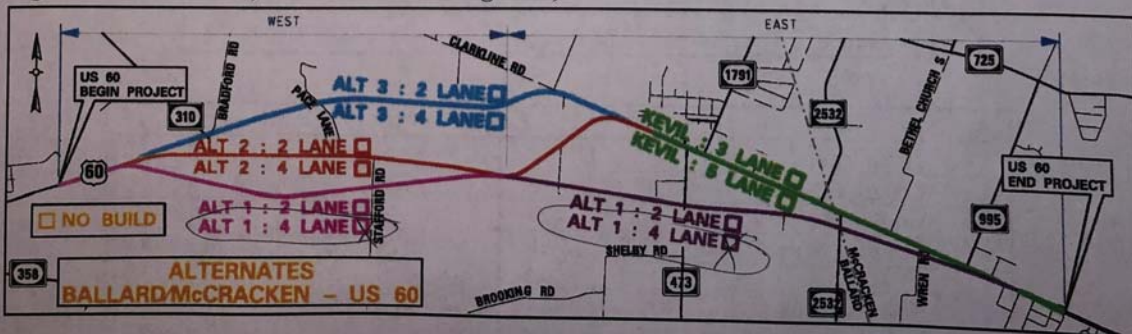 WEST
EAST
US 60
BEGIN PROJECT
310
BRADFORD RD
PACE LANE
CLARKLINE RD
ALT 3 : 2 LANE
ALT 3 : 4 LANE
60
ALT 2 : 2 LANE
ALT 2 : 4 LANE
STAFFORD RD
ALT 1 : 2 LANE
ALT 1 : 4 LANE
NO BUILD
358
ALTERNATES
BALLARD/McCRACKEN - US 60
1791
2532
BETHEL CHURCH
725
KEVIL : 3 LANE
KEVIL : 5 LANE
US 60
END PROJECT
995
ALT 1 : 2 LANE
ALT 1 : 4 LANE
SHELBY RD
BROOKING RD
473
2532
McCRACKEN
BALLARD
WREN RD